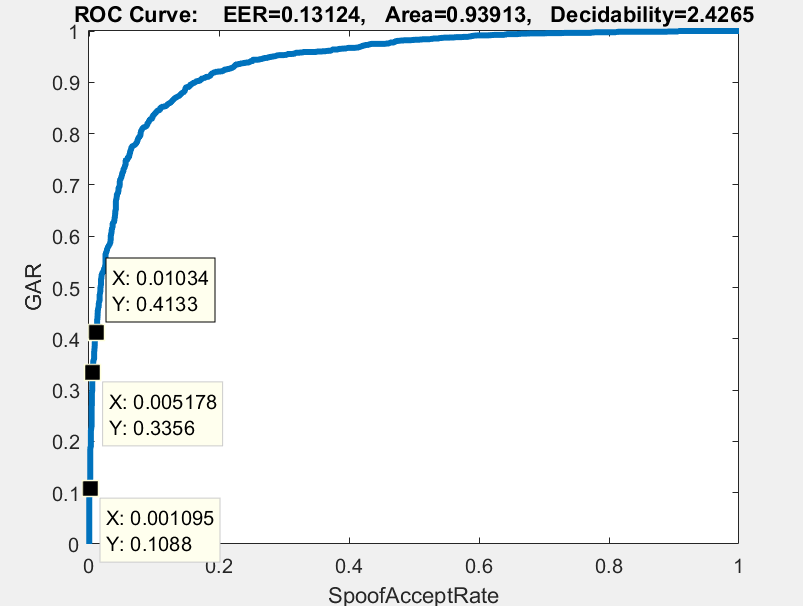 ROC Curve: EER=0.13124, Area=0.93913, Decidability=2.4265
1
0.9
0.8
0.7
0.6
X: 0.01034
0.5
Y: 0.4133
GAR
0.4
0.3
X: 0.005178
Y: 0.3356
0.2
0.1
X: 0.001095
Y: 0.1088
0
0 0.2 0.4 0.6 0.8 1
SpoofAcceptRate